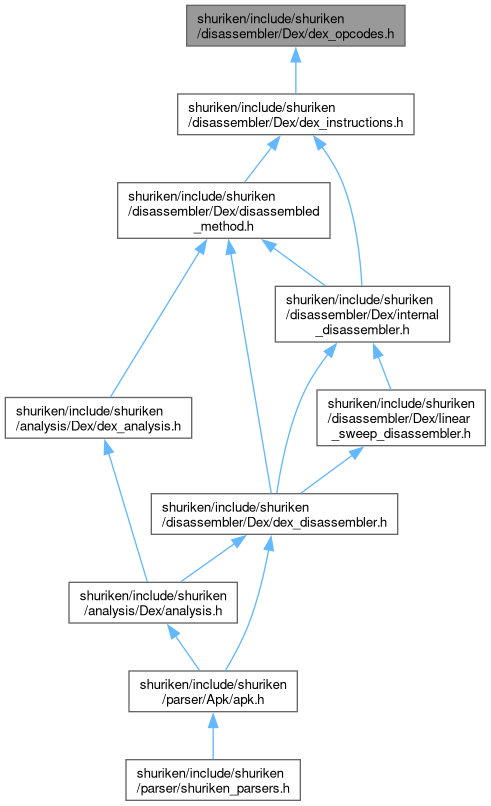 shuriken/include/shuriken
/disassembler/Dex/dex_opcodes.h
shuriken/include/shuriken
/disassembler/Dex/dex_instructions.h
shuriken/include/shuriken
/disassembler/Dex/disassembled
_method.h
shuriken/include/shuriken
/disassembler/Dex/internal
_disassembler.h
shuriken/include/shuriken
/analysis/Dex/dex_analysis.h
shuriken/include/shuriken
/disassembler/Dex/linear
_sweep_disassembler.h
shuriken/include/shuriken
/disassembler/Dex/dex_disassembler.h
shuriken/include/shuriken
/analysis/Dex/analysis.h
shuriken/include/shuriken
/parser/Apk/apk.h
shuriken/include/shuriken
/parser/shuriken_parsers.h